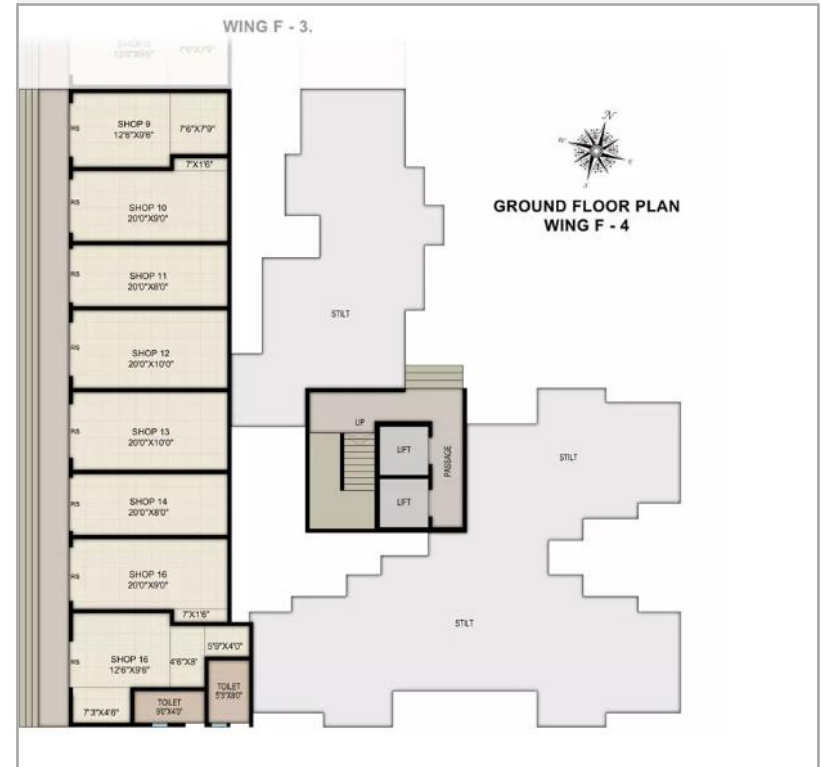 WING F - 3.
SHOP 9
12'6"X9'6"
7'6"X7'9"
RS
7'X1'6"
SHOP 10
20'0"X9'0"
RS
N
W
E
S
GROUND FLOOR PLAN
WING F - 4
SHOP 11
20'0"X8'0"
RS
STILT
SHOP 12
20'0"X10'0"
RS
SHOP 13
20'0"X10'0"
RS
UP
LIFT
PASSAGE
STILT
SHOP 14
20'0"X8'0"
RS
LIFT
SHOP 16
20'0"X9'0"
RS
7'X1'6"
STILT
SHOP 16
12'6"X9'6"
RS
4'6"X8'
5'9"X4'0"
TOILET
5'3"X8'0"
TOILET
9'0"X4'0"
7'3"X4'8"